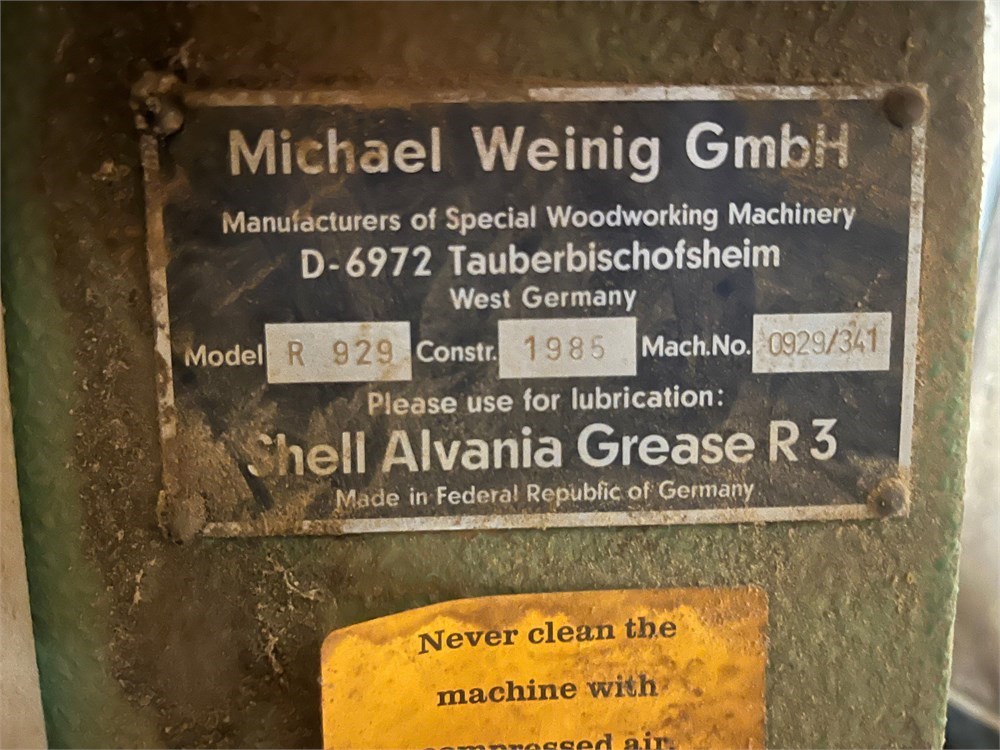 Michael Weinig GmbH
Manufacturers of Special Woodworking Machinery
D-6972 Tauberbischofsheim
West Germany
Model R 929 Constr. 1985 Mach.No. 0929/341
Please use for lubrication:
Shell Alvania Grease R 3
Made in Federal Republic of Germany
Never clean the
machine with
compressed air.